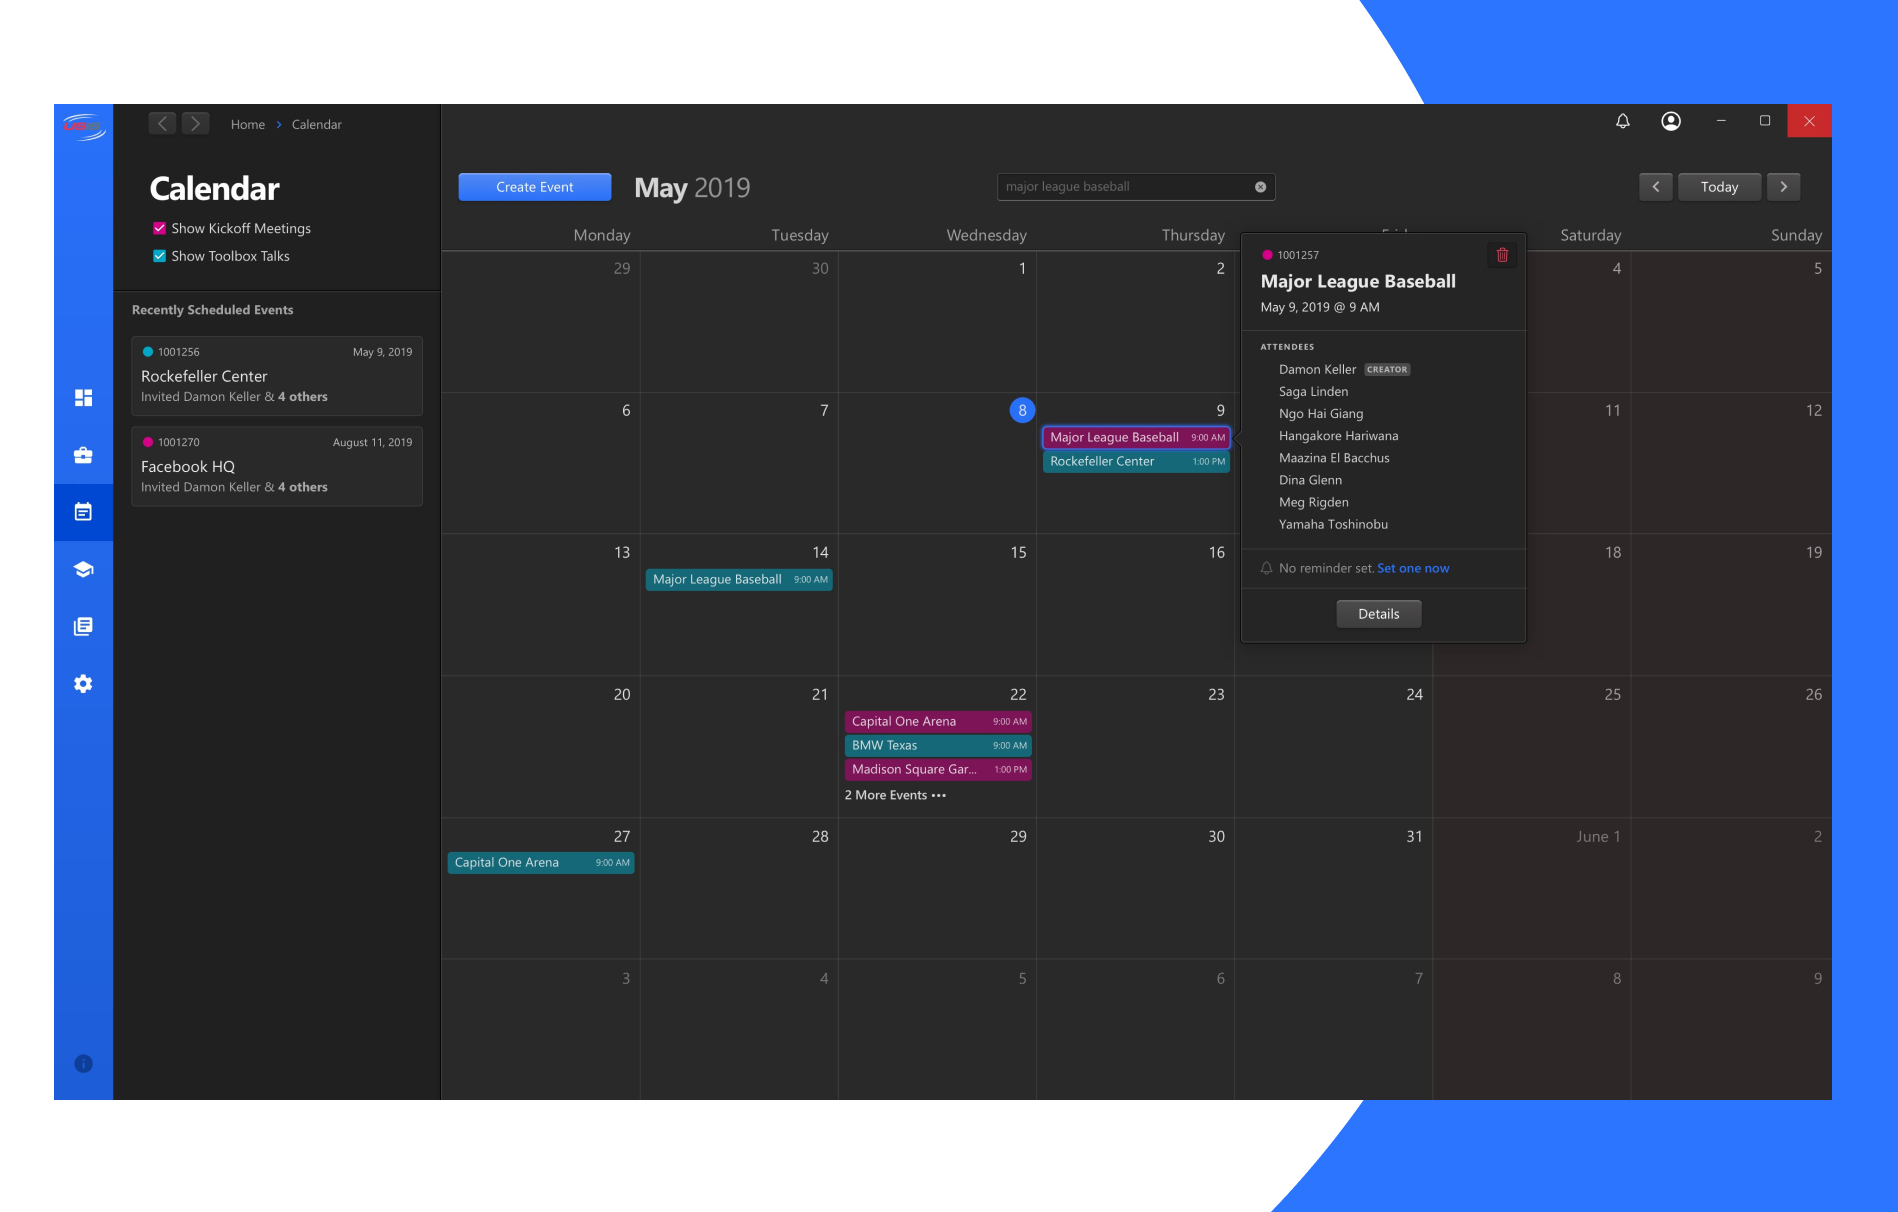 Home > Calendar
Calendar
Show Kickoff Meetings
Show Toolbox Talks
Recently Scheduled Events
1001256 May 9, 2019
Rockefeller Center
Invited Damon Keller & 4 others
1001270 August 11, 2019
Facebook HQ
Invited Damon Keller & 4 others
Create Event May 2019 major league baseball Today
Monday Tuesday Wednesday Thursday Saturday Sunday
29 30 1 2 4 5
6 7 8 9 11 12
Major League Baseball 9:00 AM
Rockefeller Center 1:00 PM
13 14 15 16 18 19
Major League Baseball 9:00 AM
20 21 22 23 24 25 26
Capital One Arena 9:00 AM
BMW Texas 9:00 AM
Madison Square Gar... 1:00 PM
2 More Events •••
27 28 29 30 31 June 1 2
Capital One Arena 9:00 AM
3 4 5 6 7 8 9
1001257
Major League Baseball
May 9, 2019 @ 9 AM
ATTENDEES
Damon Keller CREATOR
Saga Linden
Ngo Hai Giang
Hangakore Hariwana
Maazina El Bacchus
Dina Glenn
Meg Rigden
Yamaha Toshinobu
No reminder set. Set one now
Details